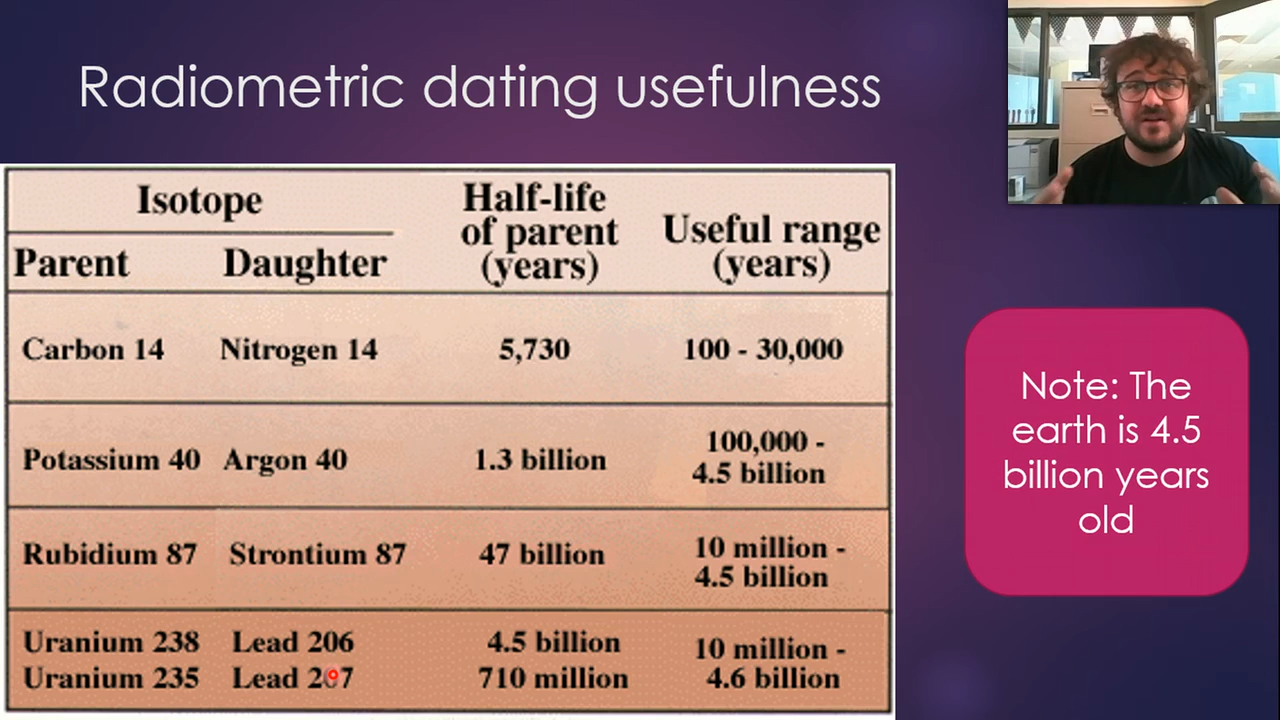 Radiometric dating usefulness
Isotope
Parent Daughter
Half-life
of parent
(years)
Useful range
(years)
Carbon 14 Nitrogen 14 5,730 100 - 30,000
Potassium 40 Argon 40 1.3 billion 100,000 -
4.5 billion
Rubidium 87 Strontium 87 47 billion 10 million -
4.5 billion
Uranium 238 Lead 206 4.5 billion 10 million -
Uranium 235 Lead 207 710 million 4.6 billion
Note: The
earth is 4.5
billion years
old